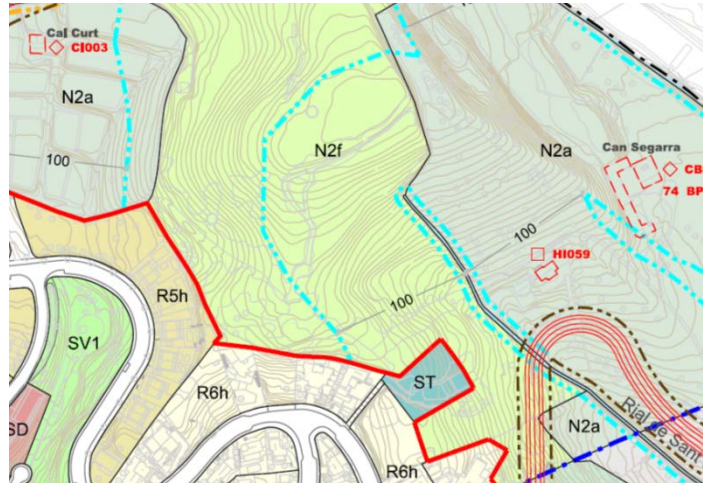 Cal Curt
CI003
N2a
100
N2f
N2a
Can Segarra
CB
74 BP
100
HI059
100
R5h
SV1
ST
R6h
SD
N2a
Rial de Sant
R6h